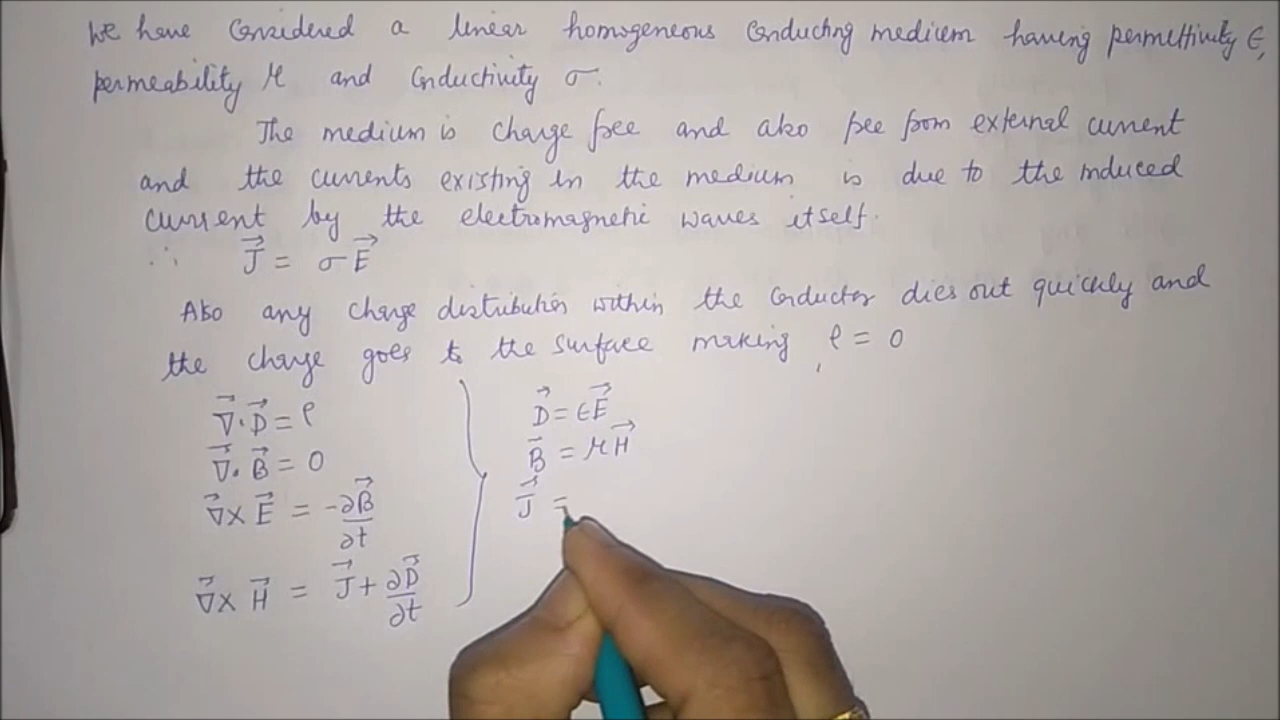 We have considered a linear homogeneous conducting medium having permittivity ϵ,
permeability μ and conductivity σ.
The medium is charge free and also free from external current
and the currents existing in the medium is due to the induced
current by the electromagnetic waves itself.
∴ J⃗ = σE⃗
Also any charge distribution within the conductor dies out quickly and
the charge goes to the surface making, ρ = 0
∇⃗·D⃗ = ρ
∇⃗·B⃗ = 0
∇⃗×E⃗ = -∂B⃗/∂t
∇⃗×H⃗ = J⃗ + ∂D⃗/∂t
D⃗ = ϵE⃗
B⃗ = μH⃗
J⃗ =